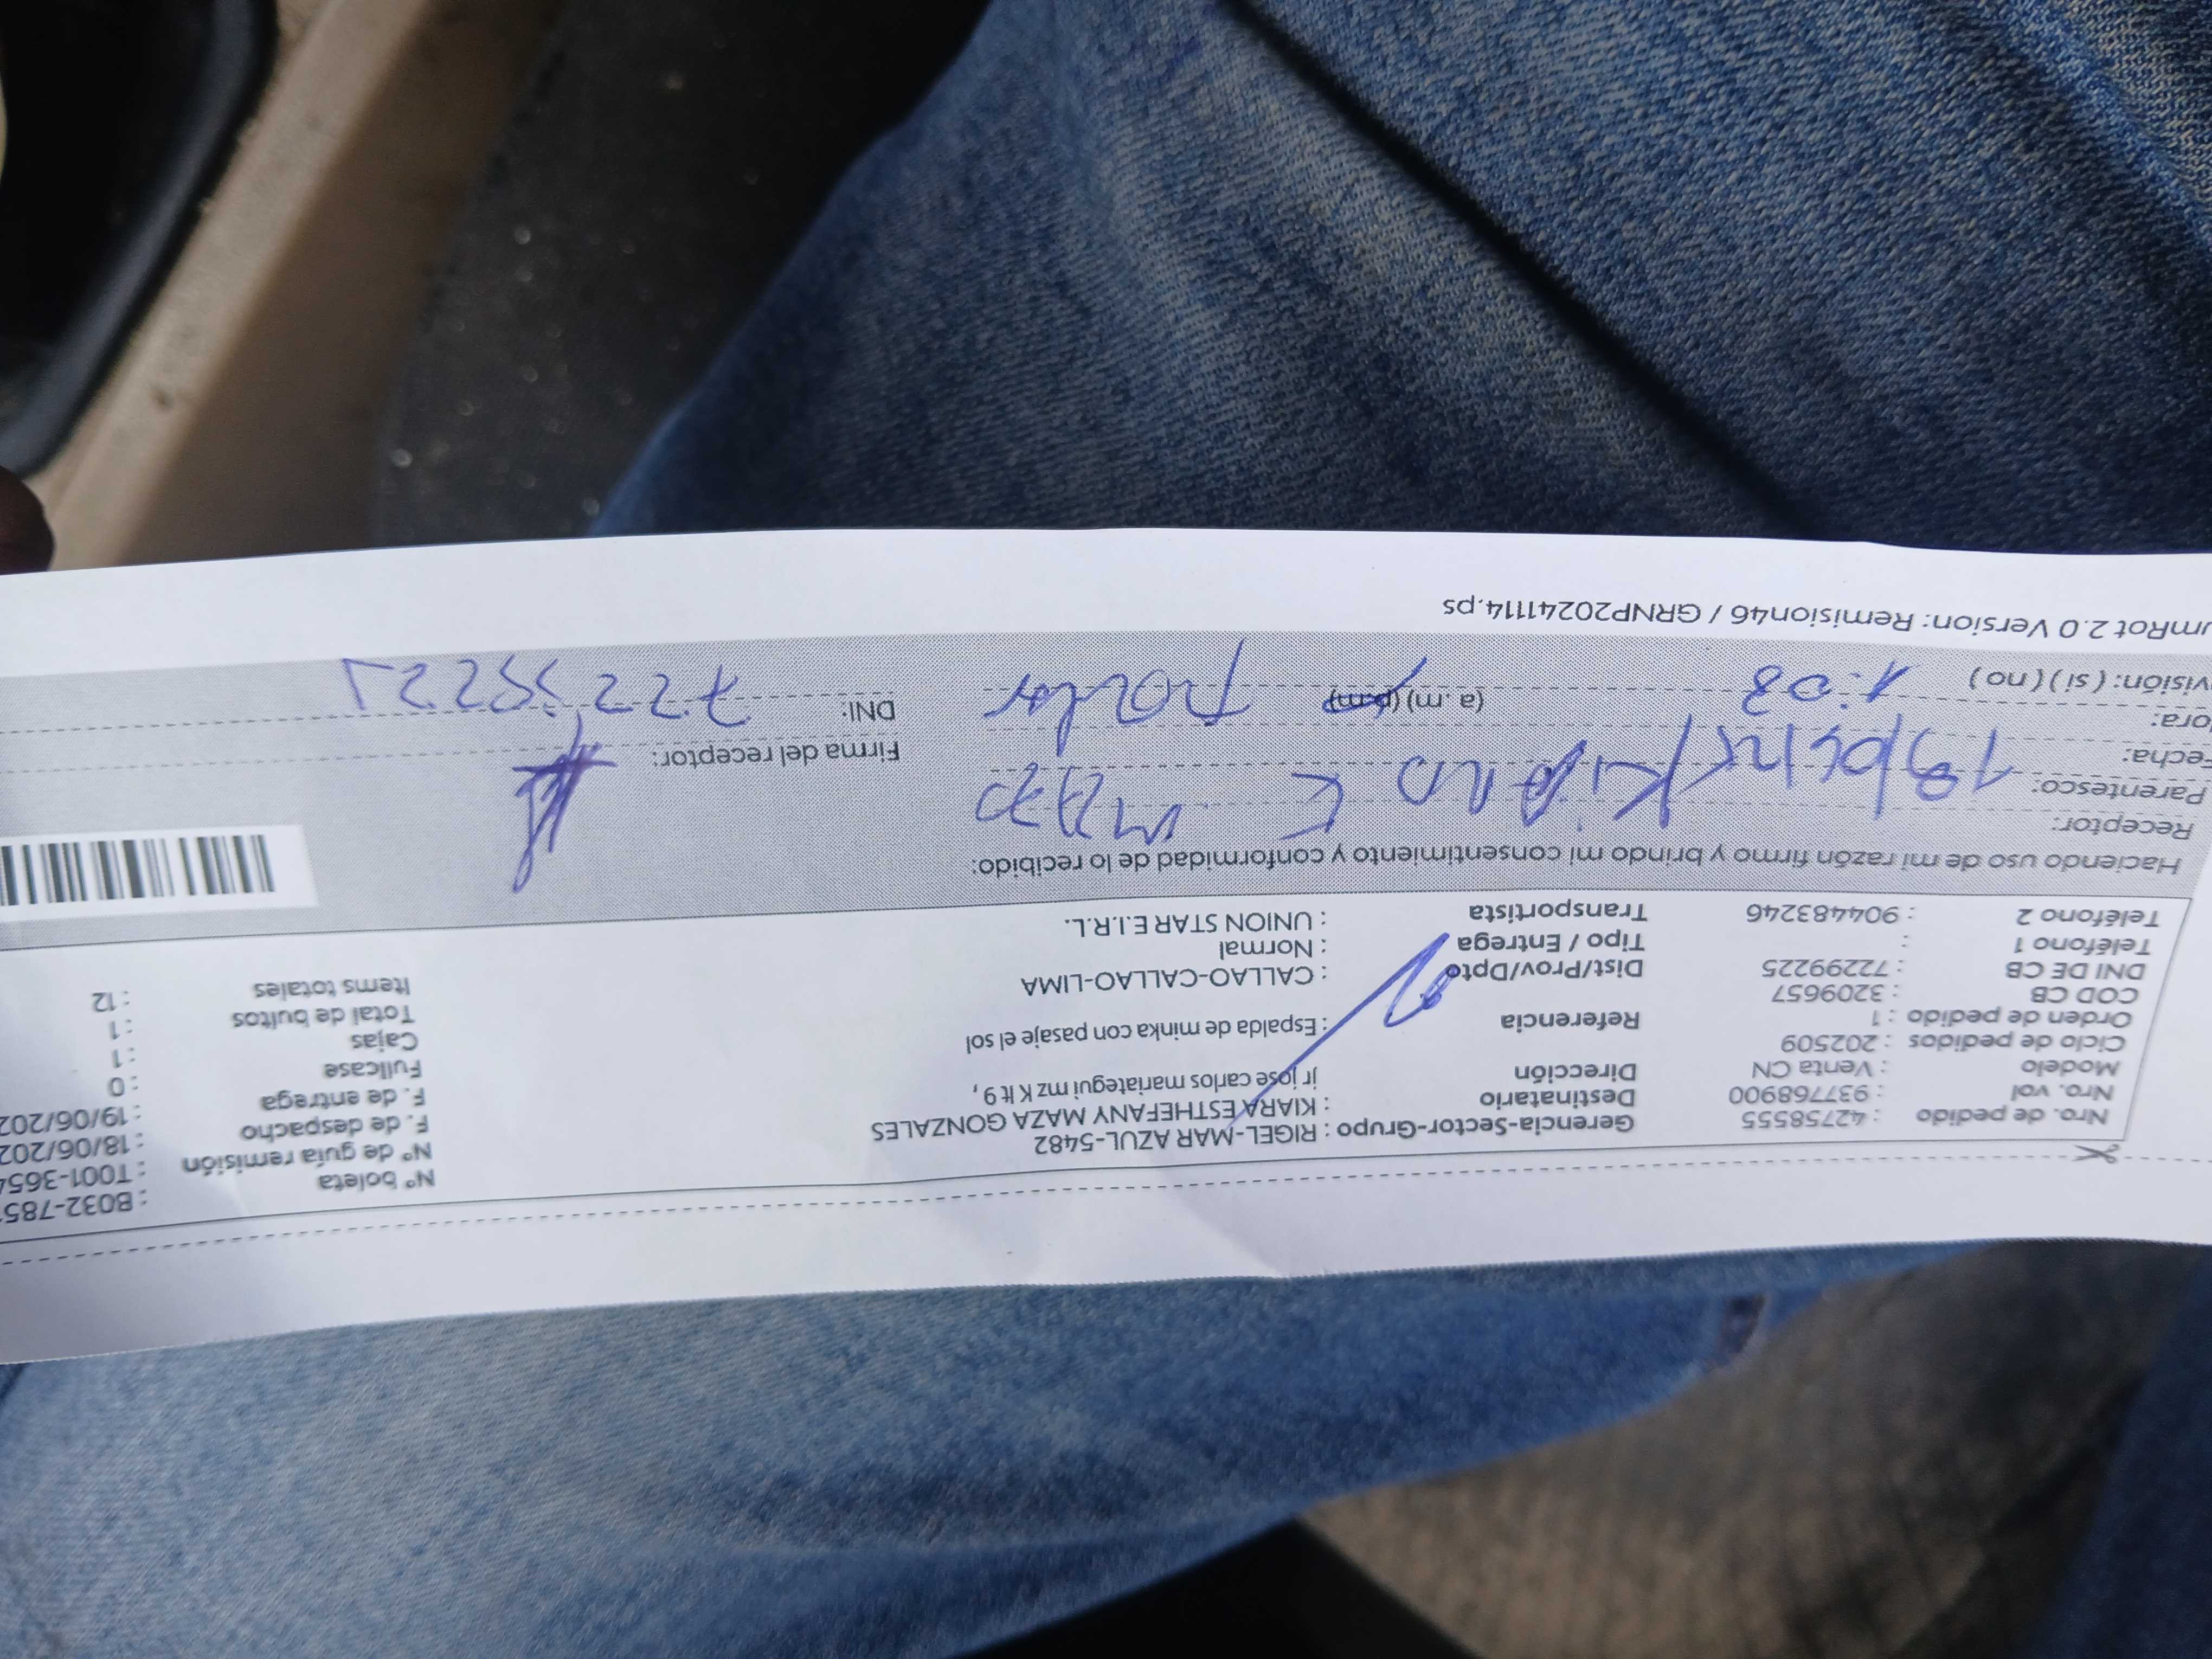 Nº boleta : B032-785
Nº de guía remisión : T001-3654
F. de despacho : 18/06/202
F. de entrega : 19/06/202
Fullcase : 0
Cajas : 1
Total de bultos : 1
Items totales : 12
Nro. de pedido : 42758555
Nro. vol : 937768900
Modelo : Venta CN
Ciclo de pedidos : 202509
Orden de pedido : 1
COD CB : 3209657
DNI DE CB : 72299225
Teléfono 1 :
Teléfono 2 : 904483246
Gerencia-Sector-Grupo : RIGEL-MAR AZUL-5482
Destinatario : KIARA ESTHEFANY MAZA GONZALES
Dirección jr jose carlos mariategui mz K lt 9 ,
Referencia : Espalda de minka con pasaje el sol
Dist/Prov/Dpto : CALLAO-CALLAO-LIMA
Tipo / Entrega : Normal
Transportista : UNION STAR E.I.R.L.
Haciendo uso de mi razón firmo y brindo mi consentimiento y conformidad de lo recibido:
Receptor:
Parentesco:
Fecha:
ora: 1:08 (a.m) (p.m)
visión: ( si ) ( no )
Firma del receptor:
DNI:
umRot 2.0 Version: Remision46 / GRNP20241114.ps